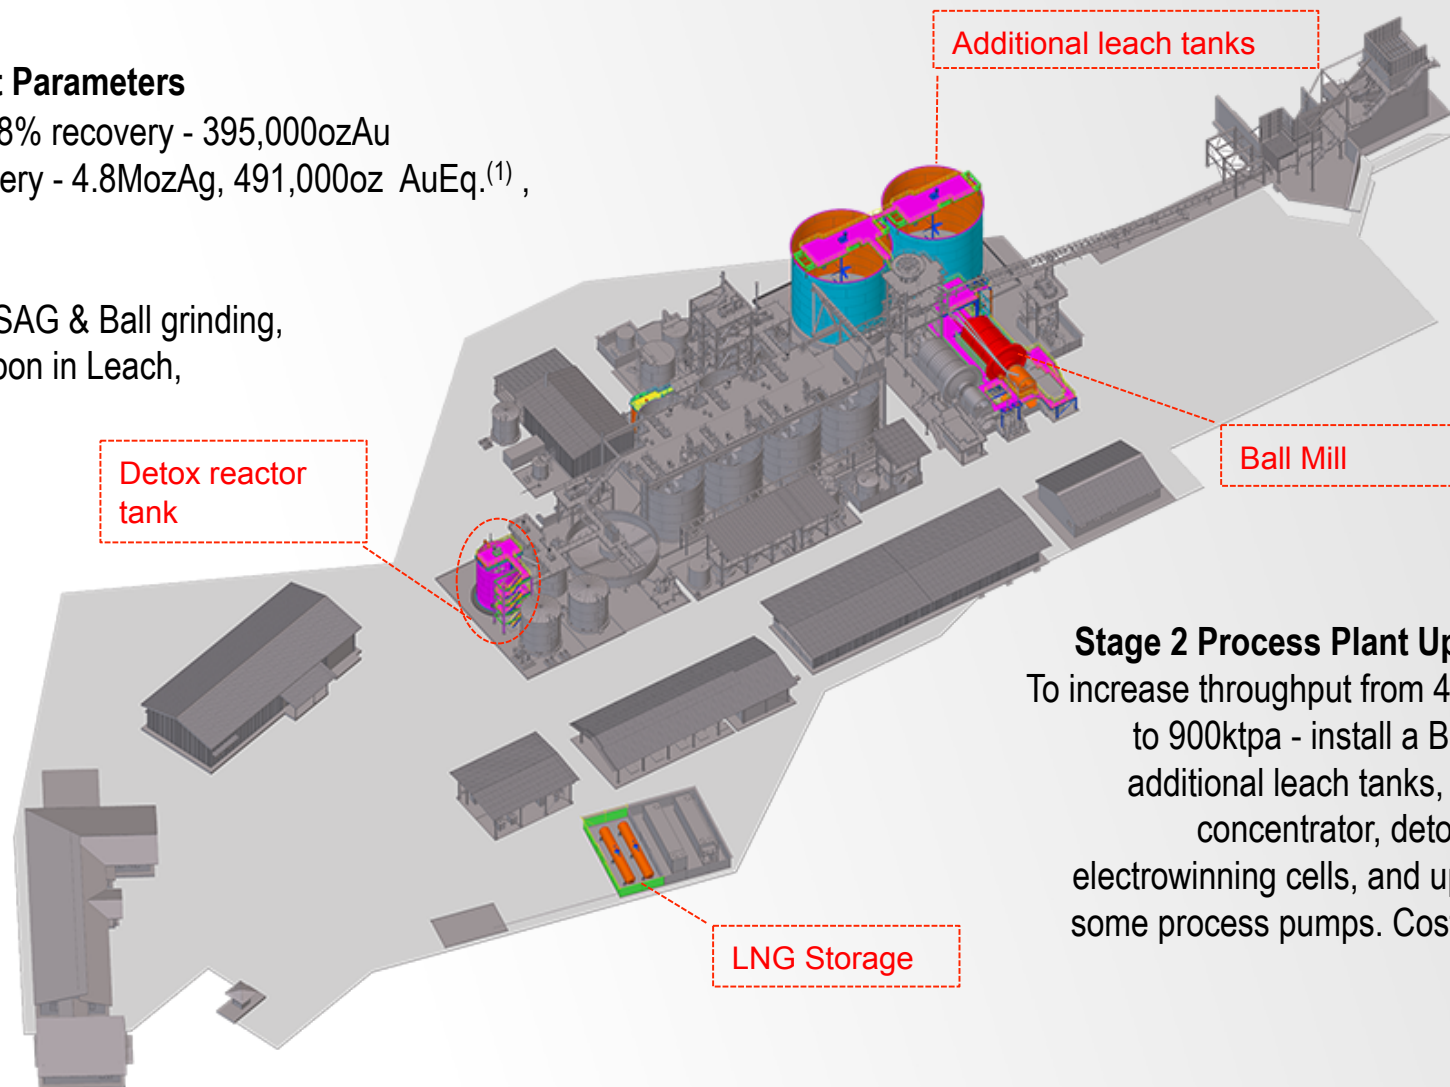 Additional leach tanks
: Parameters
8% recovery - 395,000ozAu
ery - 4.8MozAg, 491,000oz AuEq.(1) ,
SAG & Ball grinding,
bon in Leach,
Detox reactor
tank
Ball Mill
Stage 2 Process Plant Up
To increase throughput from 4
to 900ktpa - install a B
additional leach tanks,
concentrator, deto
electrowinning cells, and up
some process pumps. Cos
LNG Storage